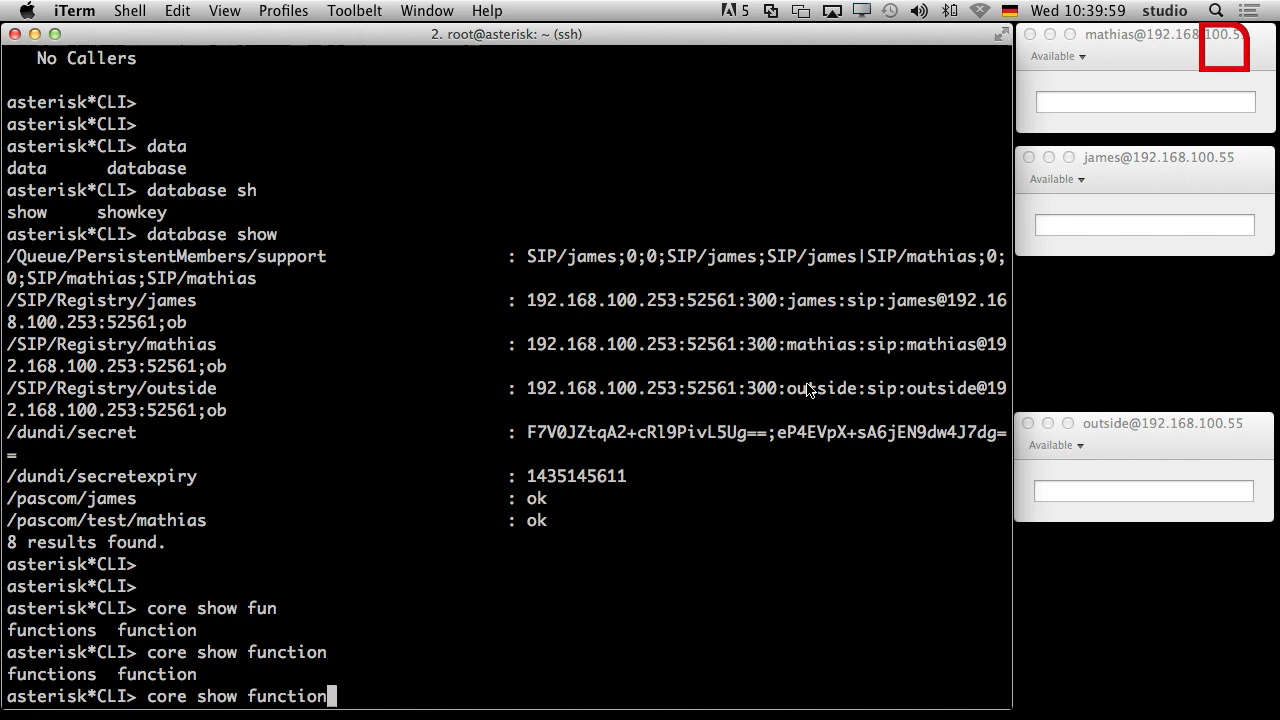 iTerm Shell Edit View Profiles Toolbelt Window Help 5 Wed 10:39:59 studio
2. root@asterisk: ~ (ssh)
No Callers
asterisk*CLI>
asterisk*CLI>
asterisk*CLI> data
data database
asterisk*CLI> database sh
show showkey
asterisk*CLI> database show
/Queue/PersistentMembers/support : SIP/james;0;0;SIP/james;SIP/james|SIP/mathias;0;
0;SIP/mathias;SIP/mathias
/SIP/Registry/james : 192.168.100.253:52561:300:james:sip:james@192.16
8.100.253:52561;ob
/SIP/Registry/mathias : 192.168.100.253:52561:300:mathias:sip:mathias@19
2.168.100.253:52561;ob
/SIP/Registry/outside : 192.168.100.253:52561:300:outside:sip:outside@19
2.168.100.253:52561;ob
/dundi/secret : F7V0JZtqA2+cRl9PivL5Ug==;eP4EVpX+sA6jEN9dw4J7dg=
=
/dundi/secretexpiry : 1435145611
/pascom/james : ok
/pascom/test/mathias : ok
8 results found.
asterisk*CLI>
asterisk*CLI>
asterisk*CLI> core show fun
functions function
asterisk*CLI> core show function
functions function
asterisk*CLI> core show function
mathias@192.168.100.5
Available
james@192.168.100.55
Available
outside@192.168.100.55
Available